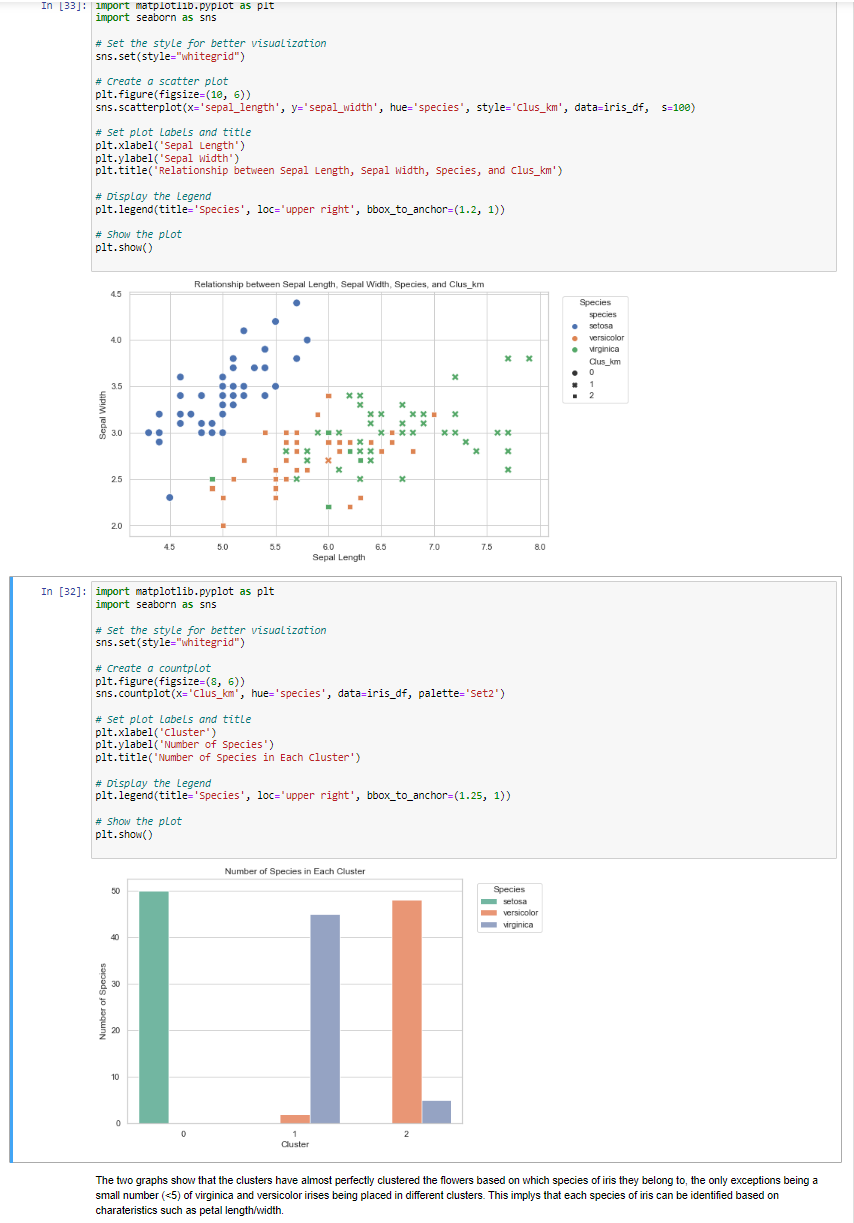 In [33]: import matplotlib.pyplot as plt
import seaborn as sns
# Set the style for better visualization
sns.set(style="whitegrid")
# Create a scatter plot
plt.figure(figsize=(10, 6))
sns.scatterplot(x='sepal_length', y='sepal_width', hue='species', style='Clus_km', data=iris_df,  s=100)
# Set plot labels and title
plt.xlabel('Sepal Length')
plt.ylabel('Sepal Width')
plt.title('Relationship between Sepal Length, Sepal Width, Species, and Clus_km')
# Display the legend
plt.legend(title='Species', loc='upper right', bbox_to_anchor=(1.2, 1))
# Show the plot
plt.show()
Relationship between Sepal Length, Sepal Width, Species, and Clus_km
4.5
4.0
3.5
3.0
2.5
2.0
Sepal Width
4.5 5.0 5.5 6.0 6.5 7.0 7.5 8.0
Sepal Length
Species
species
setosa
versicolor
virginica
Clus_km
0
1
2
In [32]: import matplotlib.pyplot as plt
import seaborn as sns
# Set the style for better visualization
sns.set(style="whitegrid")
# Create a countplot
plt.figure(figsize=(8, 6))
sns.countplot(x='Clus_km', hue='species', data=iris_df, palette='Set2')
# Set plot labels and title
plt.xlabel('Cluster')
plt.ylabel('Number of Species')
plt.title('Number of Species in Each Cluster')
# Display the legend
plt.legend(title='Species', loc='upper right', bbox_to_anchor=(1.25, 1))
# Show the plot
plt.show()
Number of Species in Each Cluster
50
40
30
20
10
0
Number of Species
0 1 2
Cluster
Species
setosa
versicolor
virginica
The two graphs show that the clusters have almost perfectly clustered the flowers based on which species of iris they belong to, the only exceptions being a
small number (<5) of virginica and versicolor irises being placed in different clusters. This implys that each species of iris can be identified based on
charateristics such as petal length/width.